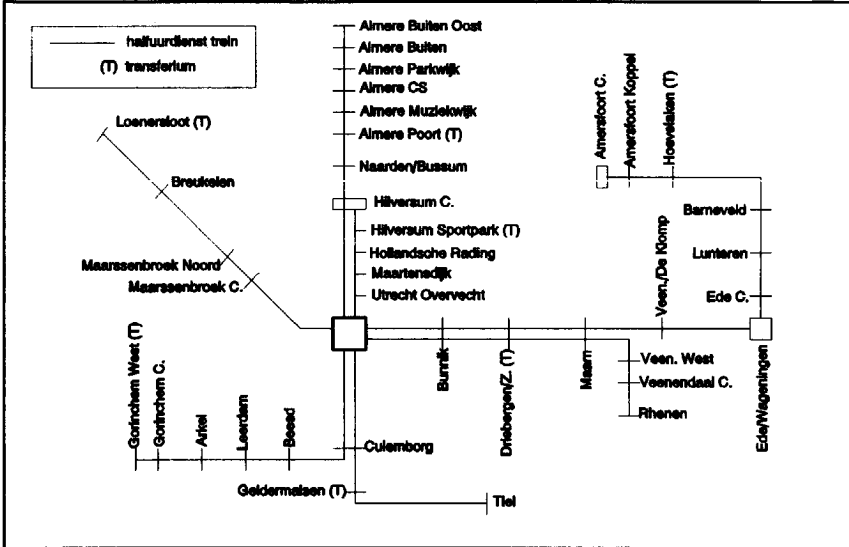 halfuurdienst trein
(T) transferium
Almere Buiten Oost
Almere Buiten
Almere Parkwijk
Almere CS
Almere Muziekwijk
Almere Poort (T)
Naarden/Bussum
Hilversum C.
Hilversum Sportpark (T)
Hollandsche Rading
Maartensdijk
Utrecht Overvecht
Loenersloot (T)
Breukelen
Maarssenbroek Noord
Maarssenbroek C.
Amersfoort C.
Amersfoort Koppel
Hoevelaken (T)
Barneveld
Lunteren
Ede C.
Veen./De Klomp
Ede/Wageningen
Bunnik
Driebergen/Z. (T)
Maarn
Veen. West
Veenendaal C.
Rhenen
Gorinchem West (T)
Gorinchem C.
Arkel
Leerdam
Beesd
Culemborg
Geldermalsen (T)
Tiel